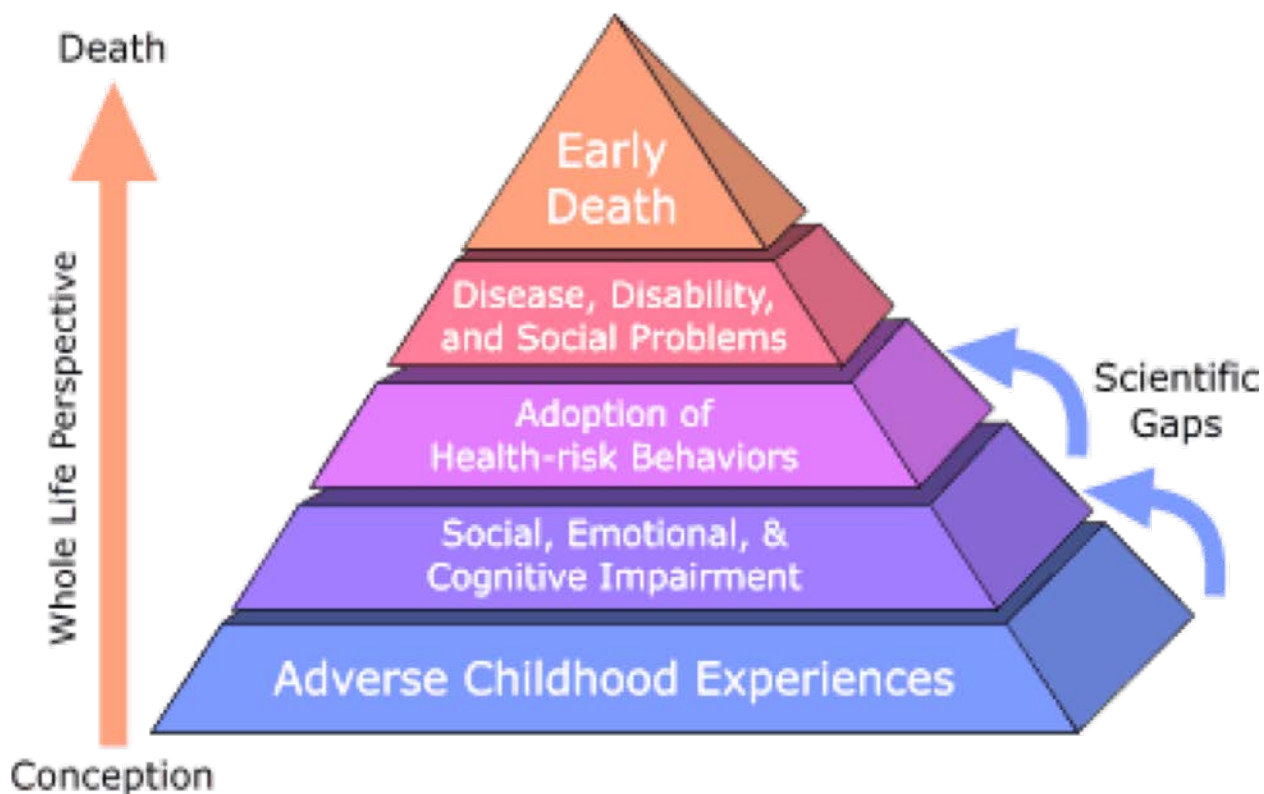 Death
Whole Life Perspective
Conception
Early
Death
Disease, Disability,
and Social Problems
Adoption of
Health-risk Behaviors
Social, Emotional, &
Cognitive Impairment
Adverse Childhood Experiences
Scientific
Gaps